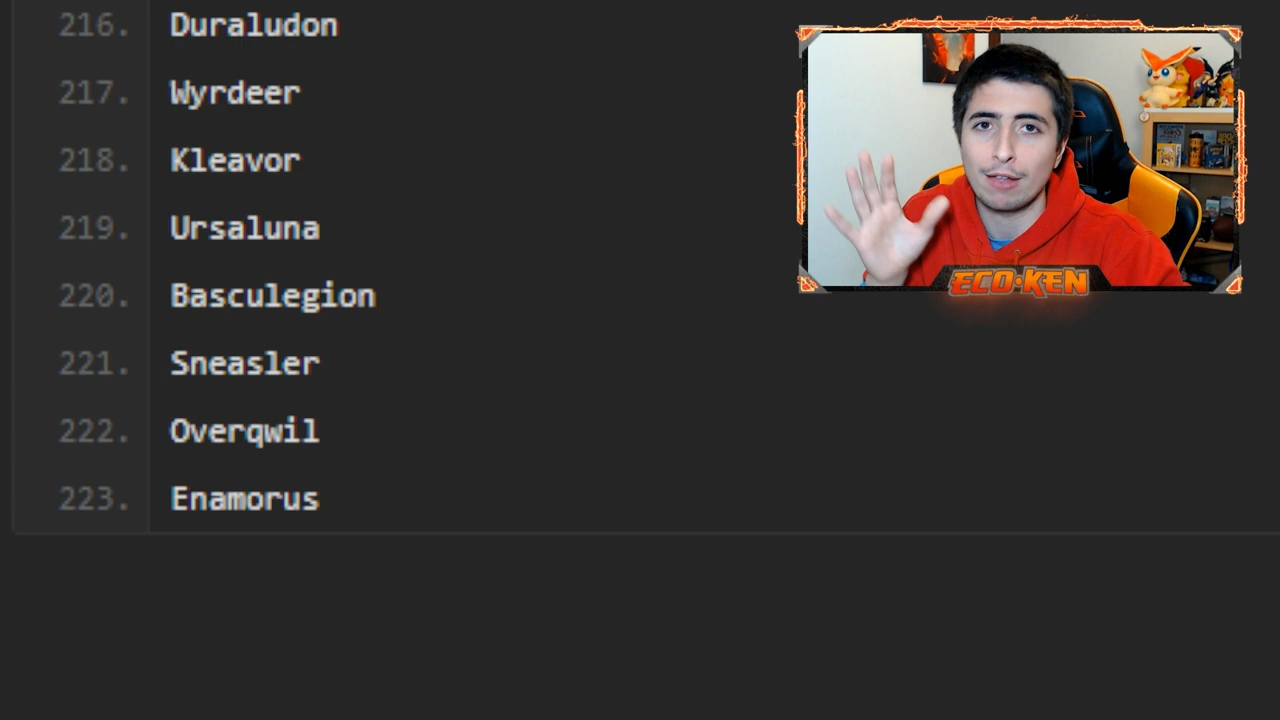 216. Duraludon
217. Wyrdeer
218. Kleavor
219. Ursaluna
220. Basculegion
221. Sneasler
222. Overqwil
223. Enamorus
ECO·KEN